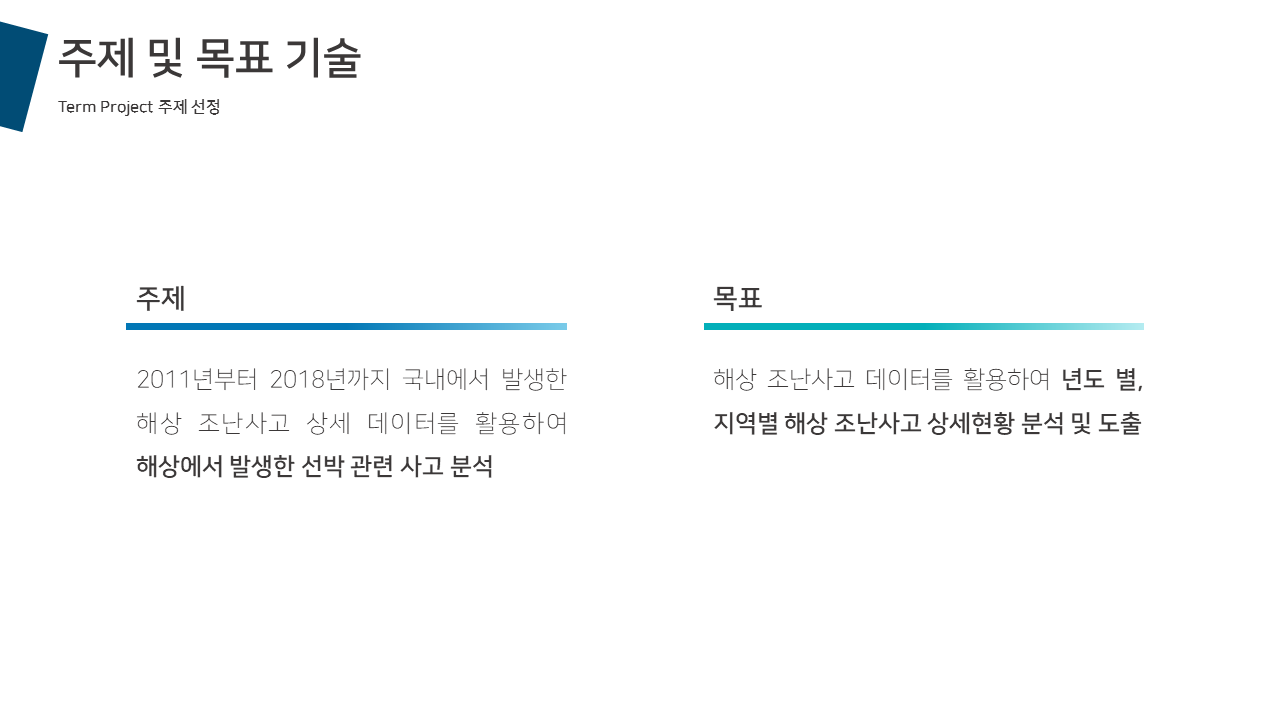 주제 및 목표 기술
Term Project 주제 선정
주제
2011년부터 2018년까지 국내에서 발생한
해상 조난사고 상세 데이터를 활용하여
해상에서 발생한 선박 관련 사고 분석
목표
해상 조난사고 데이터를 활용하여 년도 별,
지역별 해상 조난사고 상세현황 분석 및 도출